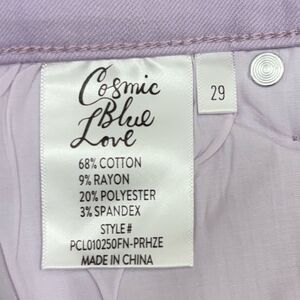 Cosmic
Blue
Love
29
68% COTTON
9% RAYON
20% POLYESTER
3% SPANDEX
STYLE#
PCL010250FN-PRHZE
MADE IN CHINA